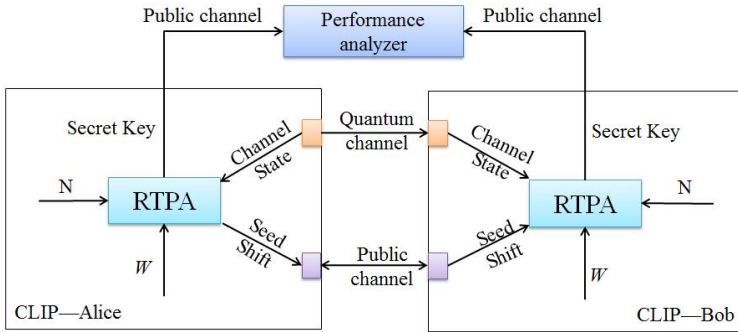 Public channel
Performance
analyzer
Public channel
Secret Key
Channel
State
Quantum
channel
Channel
State
Secret Key
N
RTPA
RTPA
N
Seed
Shift
Public
channel
Seed
Shift
W
W
CLIP—Alice
CLIP—Bob